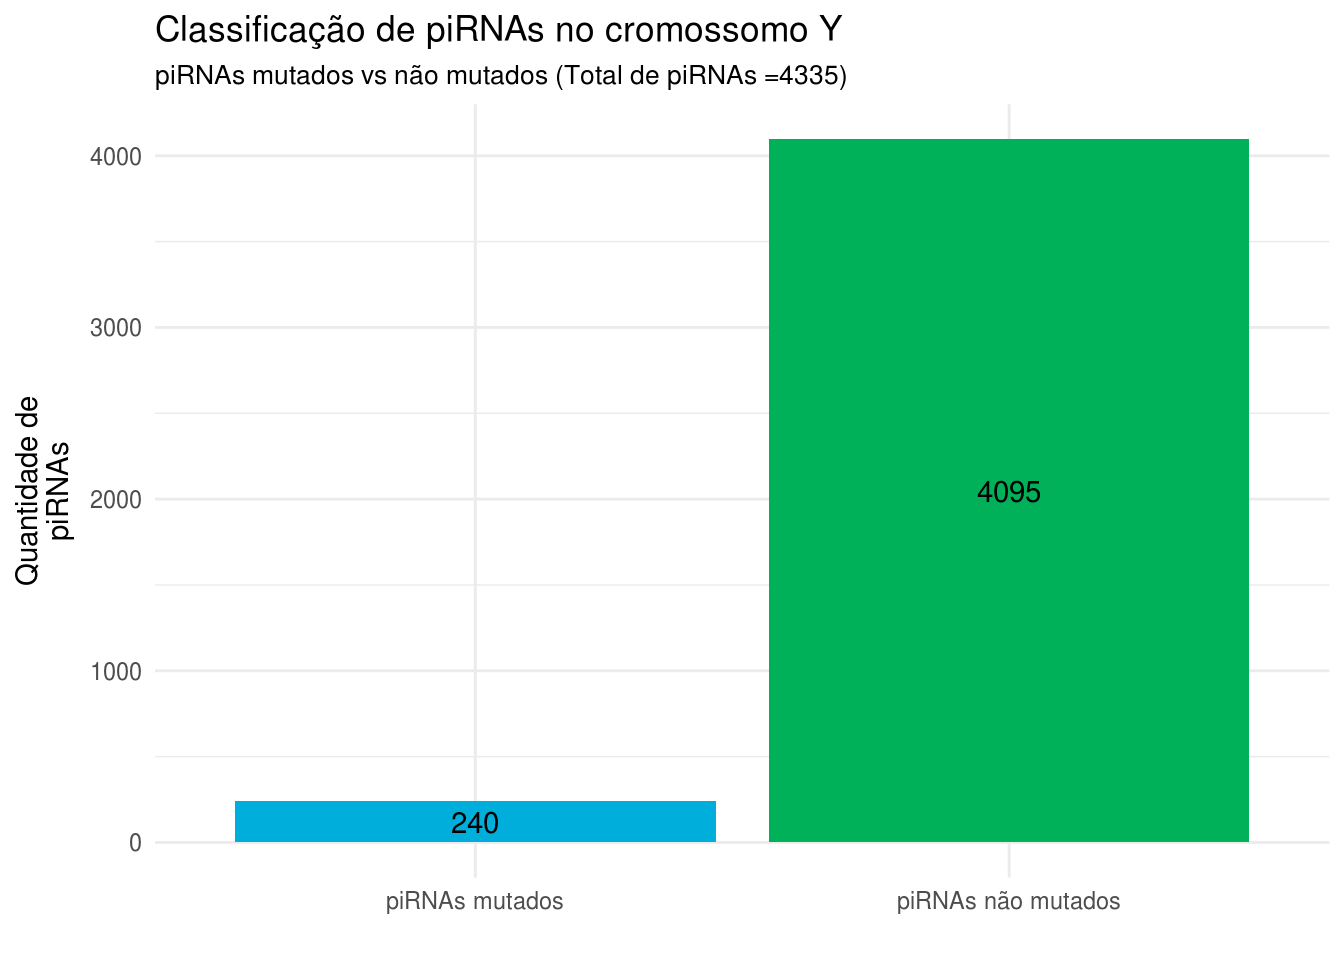 Classificação de piRNAs no cromossomo Y
piRNAs mutados vs não mutados (Total de piRNAs =4335)
Quantidade de
piRNAs
4000
3000
2000
1000
0
240
4095
piRNAs mutados
piRNAs não mutados